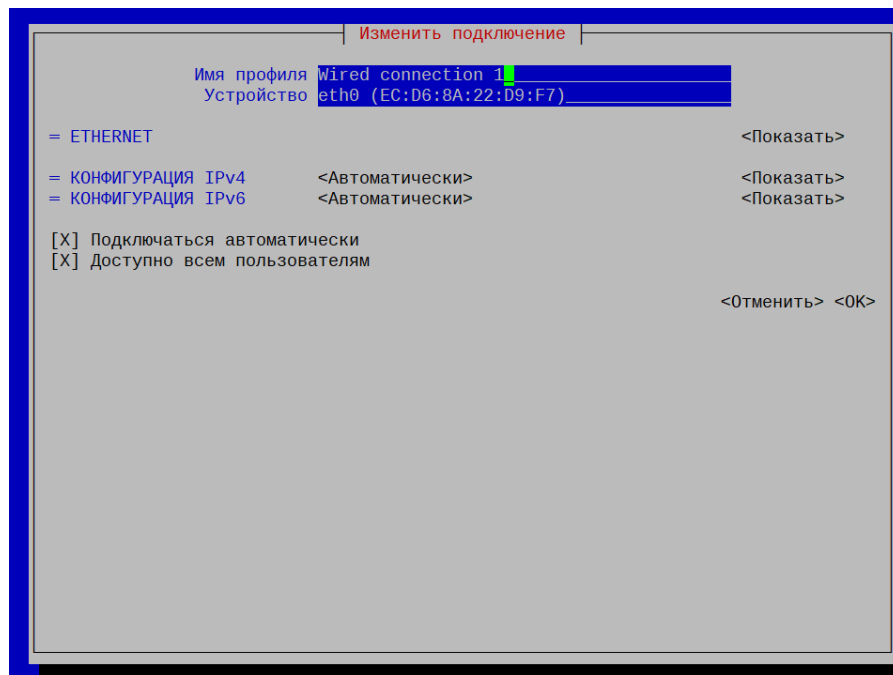 Изменить подключение
Имя профиля Wired connection 1
Устройство eth0 (EC:D6:8A:22:D9:F7)
= ETHERNET <Показать>
= КОНФИГУРАЦИЯ IPv4 <Автоматически> <Показать>
= КОНФИГУРАЦИЯ IPv6 <Автоматически> <Показать>
[X] Подключаться автоматически
[X] Доступно всем пользователям
<Отменить> <OK>